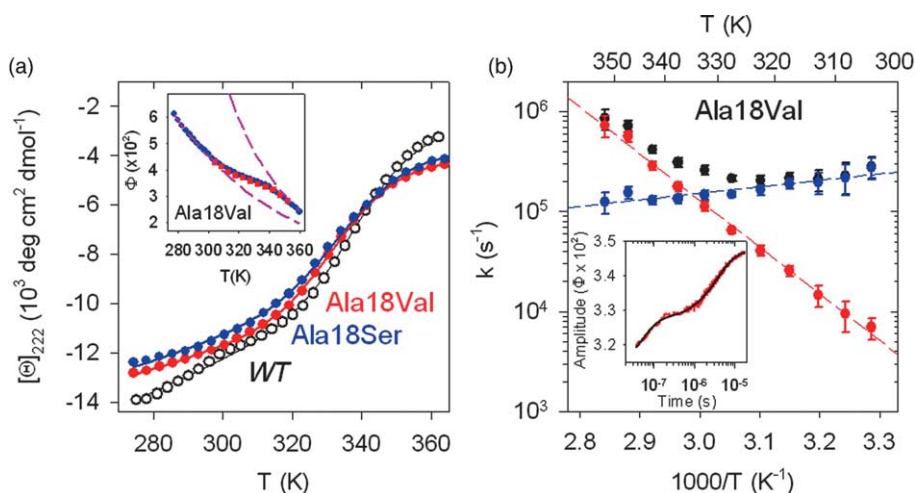 (a)
-2
-4
-6
-8
-10
-12
-14
[Θ]222 (10³ deg cm² dmol⁻¹)
280 300 320 340 360
T (K)
Ala18Val
Ala18Ser
WT
6
5
4
3
2
Φ (x10²)
Ala18Val
280 300 320 340 360
T(K)
(b)
T (K)
350 340 330 320 310 300
10⁶
10⁵
10⁴
10³
k (s⁻¹)
Ala18Val
3.5
3.4
3.3
3.2
Amplitude (Φ x 10²)
10⁻⁷ 10⁻⁶ 10⁻⁵
Time (s)
2.8 2.9 3.0 3.1 3.2 3.3
1000/T (K⁻¹)